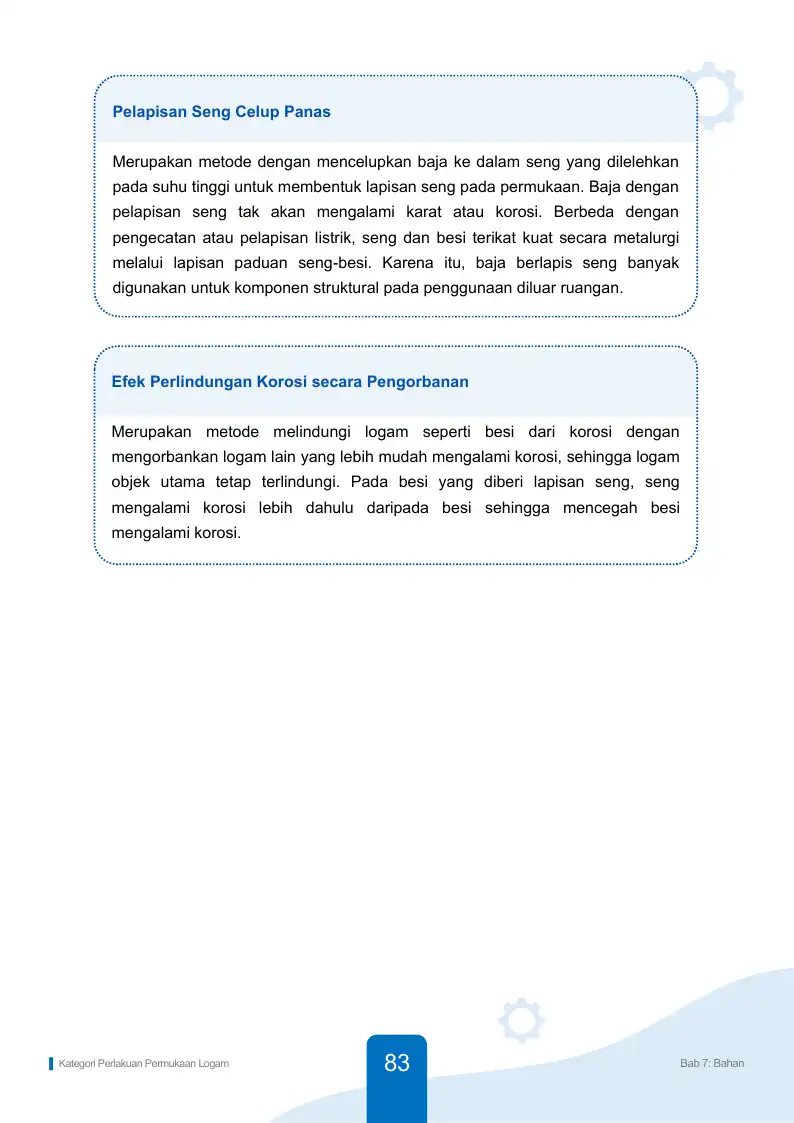 Pelapisan Seng Celup Panas
Merupakan metode dengan mencelupkan baja ke dalam seng yang dilelehkan
pada suhu tinggi untuk membentuk lapisan seng pada permukaan. Baja dengan
pelapisan seng tak akan mengalami karat atau korosi. Berbeda dengan
pengecatan atau pelapisan listrik, seng dan besi terikat kuat secara metalurgi
melalui lapisan paduan seng-besi. Karena itu, baja berlapis seng banyak
digunakan untuk komponen struktural pada penggunaan diluar ruangan.
Efek Perlindungan Korosi secara Pengorbanan
Merupakan metode melindungi logam seperti besi dari korosi dengan
mengorbankan logam lain yang lebih mudah mengalami korosi, sehingga logam
objek utama tetap terlindungi. Pada besi yang diberi lapisan seng, seng
mengalami korosi lebih dahulu daripada besi sehingga mencegah besi
mengalami korosi.
Kategori Perlakuan Permukaan Logam
83
Bab 7: Bahan